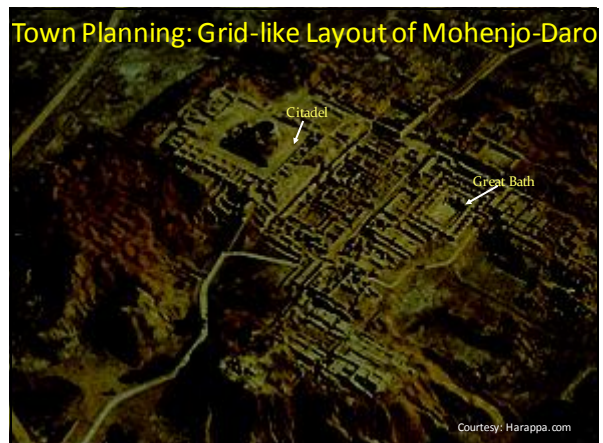 Town Planning: Grid-like Layout of Mohenjo-Daro
Citadel
Great Bath
Courtesy: Harappa.com